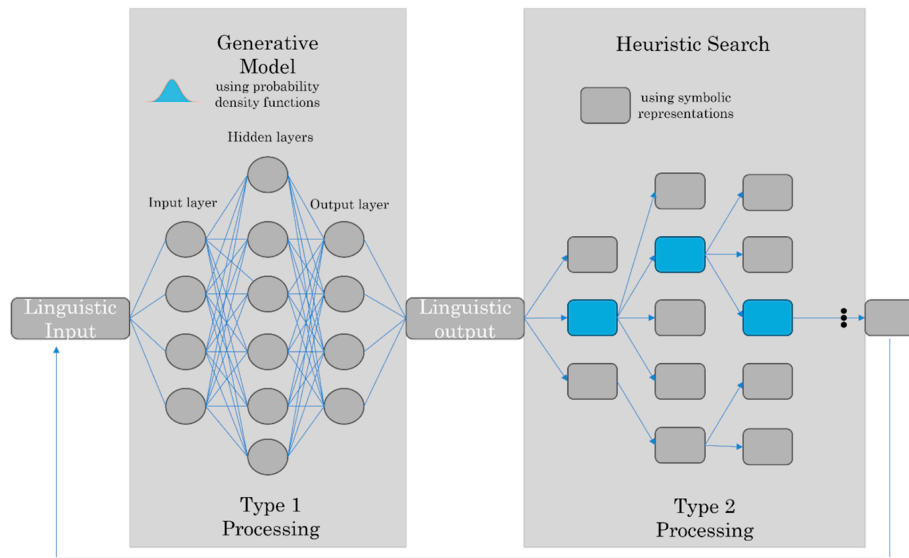 Generative
Model
using probability
density functions
Hidden layers
Input layer
Output layer
Linguistic
Input
Type 1
Processing
Linguistic
output
Heuristic Search
using symbolic
representations
Type 2
Processing